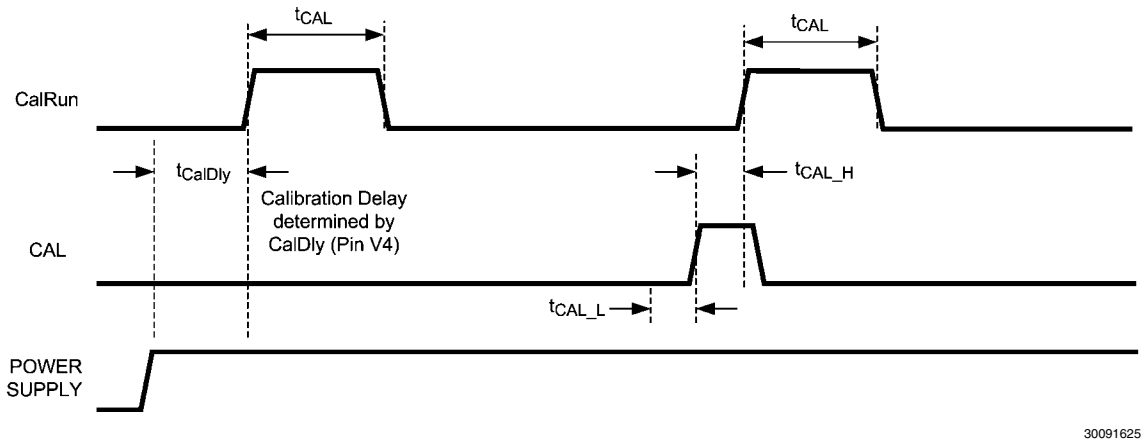 tCAL
tCAL
CalRun
tCalDly
tCAL_H
Calibration Delay
determined by
CalDly (Pin V4)
CAL
tCAL_L
POWER
SUPPLY
30091625